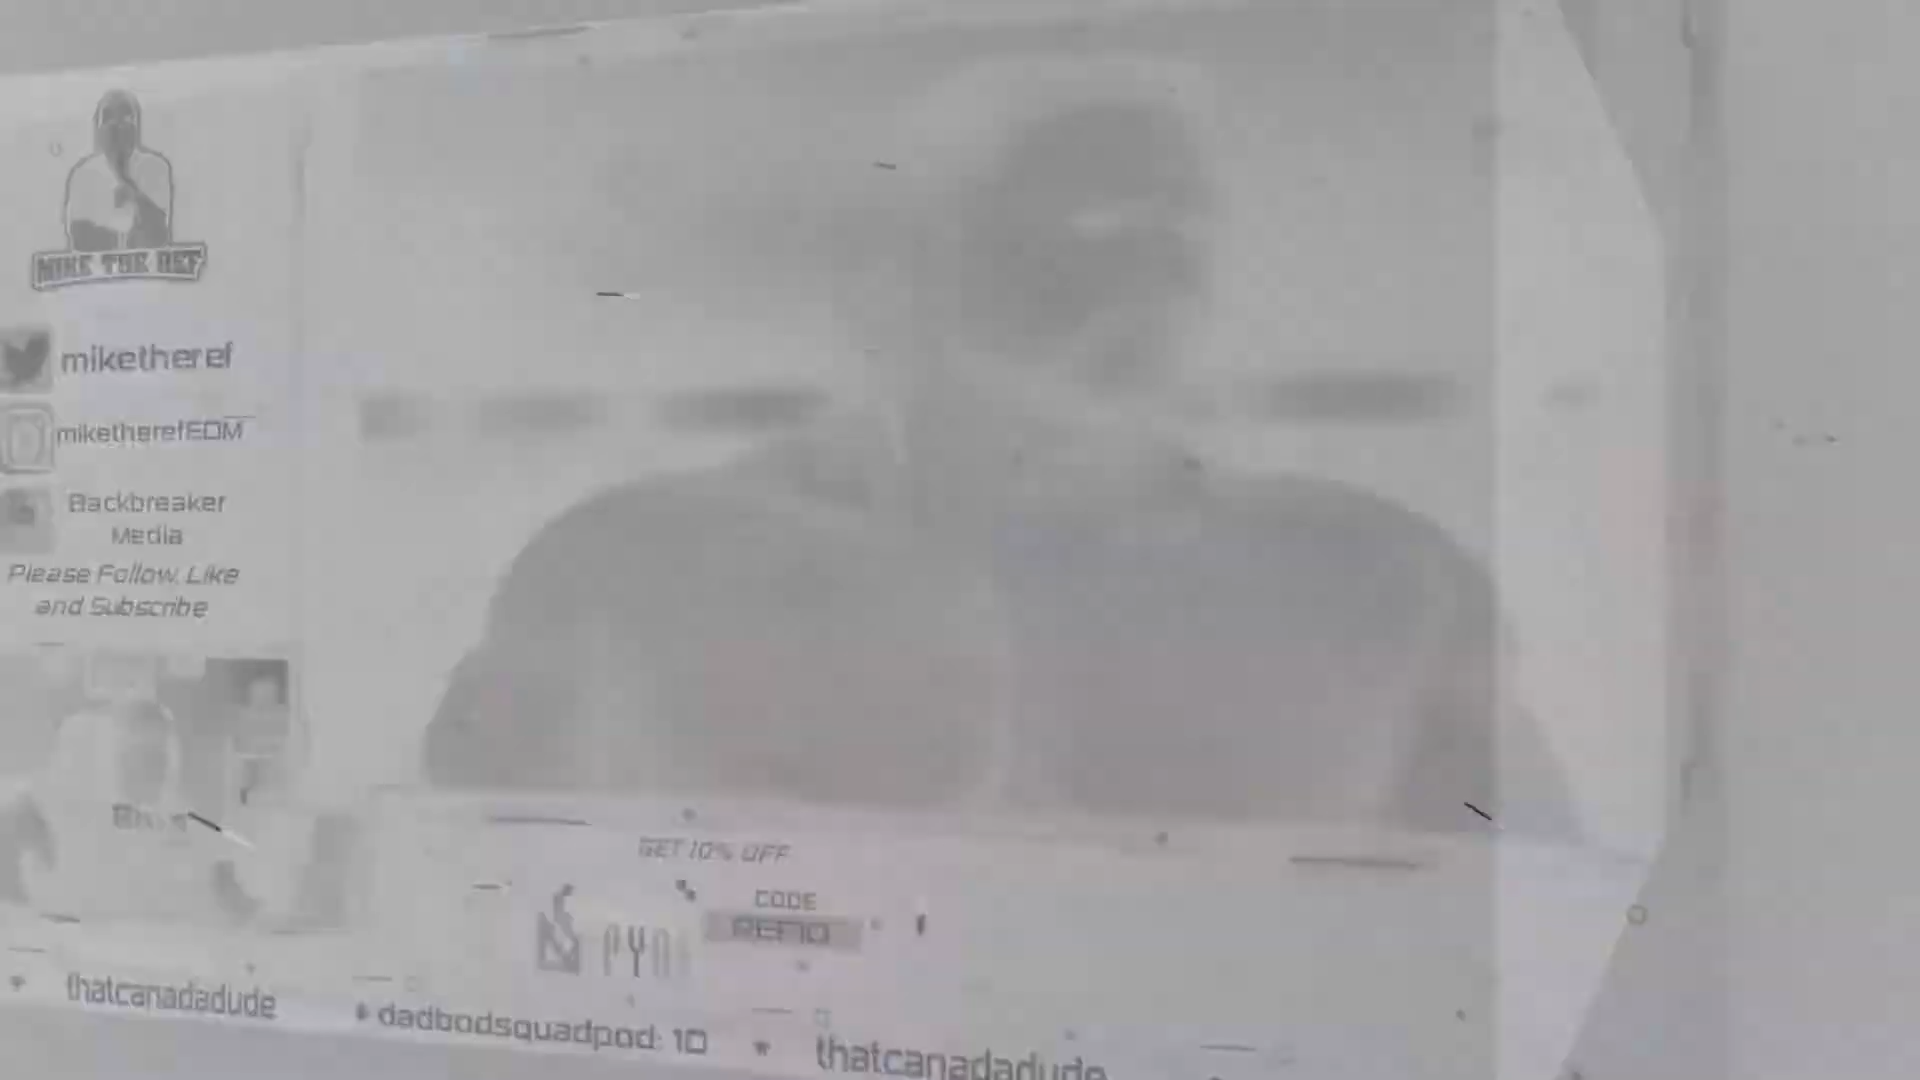 MIKE THE REF
miketheref
miketherefEDM
Backbreaker
Media
Please Follow, Like
and Subscribe
GET 10% OFF
CODE
REF10
thatcanadadude
dadbodsquadpod: 10
thatcanadadude